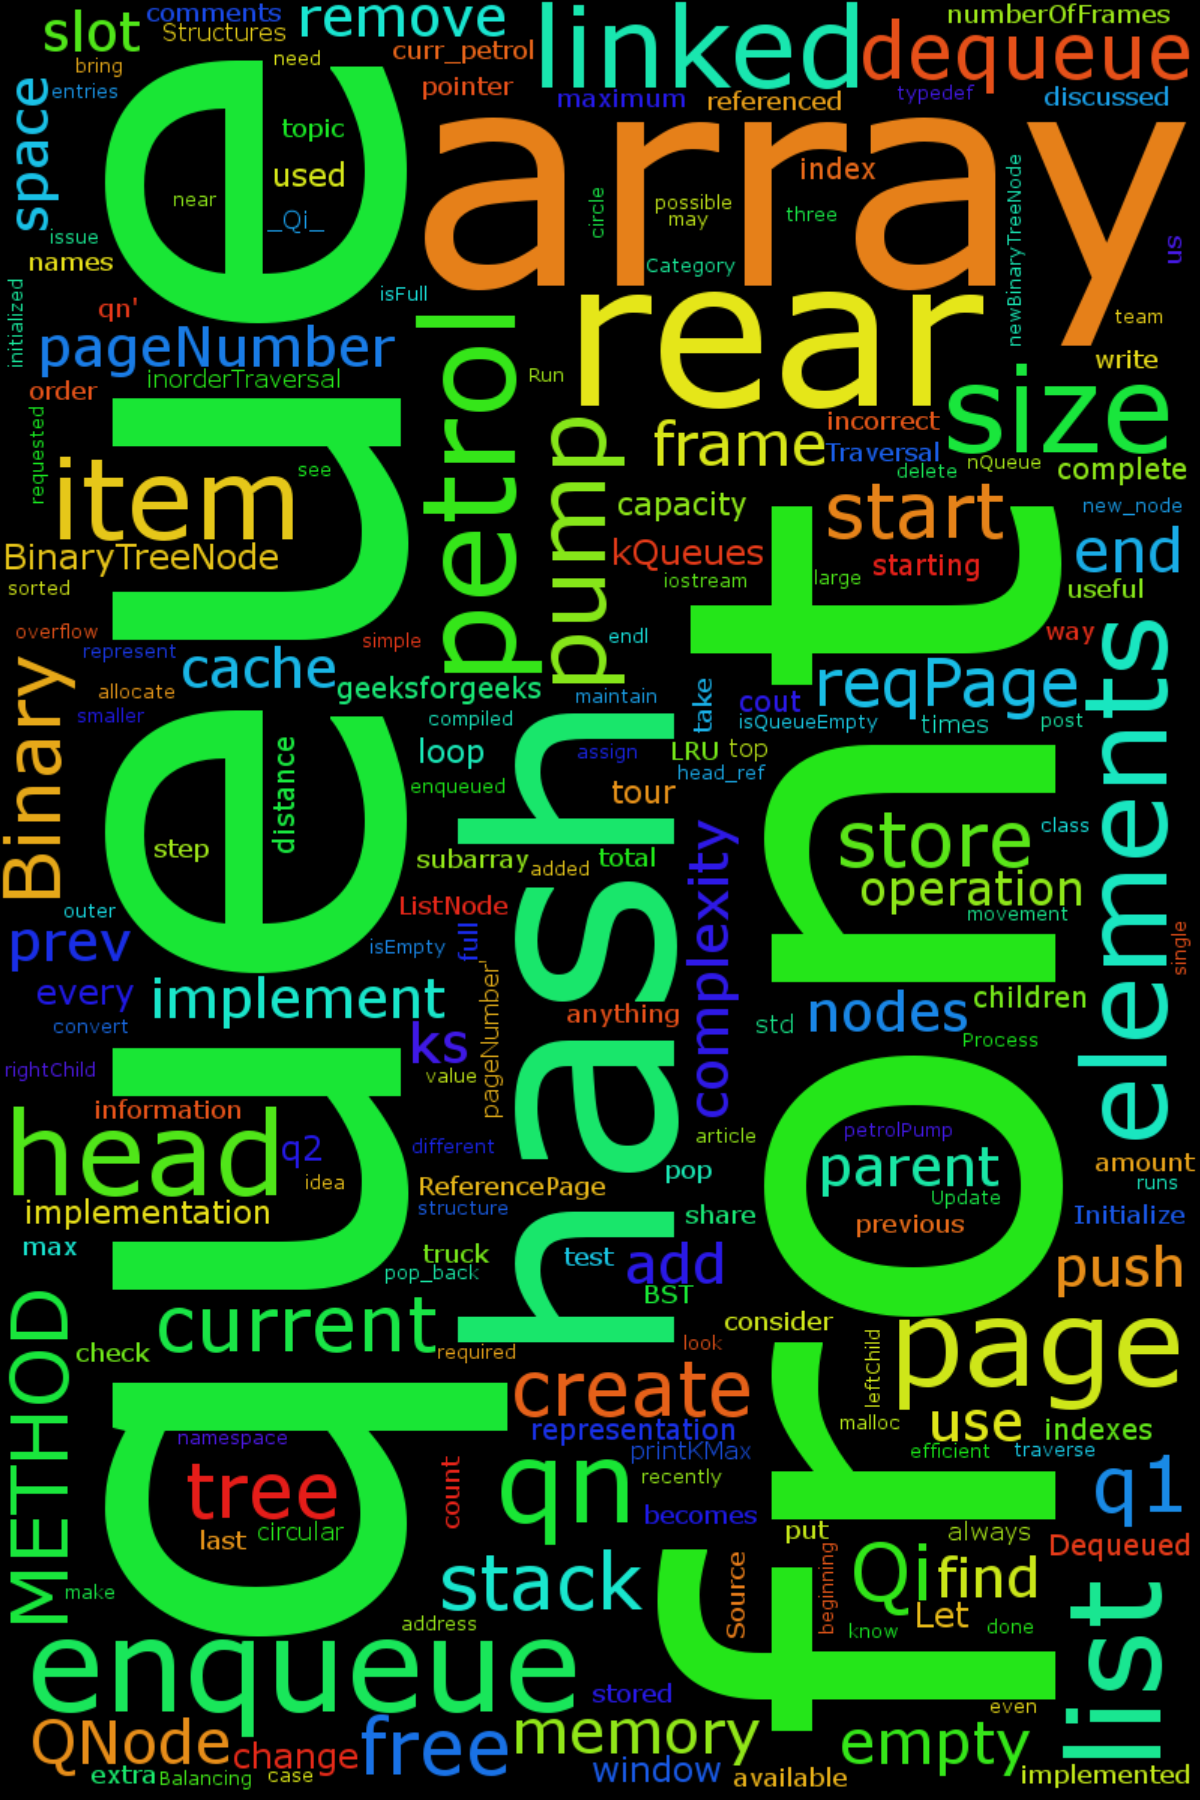 comments
remove
linked
numberOfFrames
slot
Structures
dequeue
bring
need
curr_petrol
entries
pointer
maximum
referenced
typedef
discussed
space
topic
array
used
index
near
_Qi_
circle
possible
may
three
newBinaryTreeNode
us
issue
names
Category
initialized
qn'
isFull
rear
team
pageNumber
petrol
Run
write
order
inorderTraversal
size
requested
pump
frame
incorrect
Traversal
item
see
delete
nQueue
complete
capacity
start
new_node
BinaryTreeNode
kQueues
end
sorted
iostream
large
starting
useful
overflow
represent
simple
endl
way
Binary
cache
elements
allocate
geeksforgeeks
maintain
take
cout
reqPage
smaller
compiled
isQueueEmpty
times
post
queue
loop
assign
LRU
top
distance
enqueued
head_ref
tour
step
subarray
added
total
complexity
store
class
operation
outer
ListNode
movement
prev
isEmpty
full
single
every
implement
pageNumber'
hash
nodes
children
convert
ks
anything
std
Process
rightChild
value
front
information
head
q2
different
article
petrolPump
idea
ReferencePage
pop
parent
amount
implementation
structure
share
Update
runs
max
truck
test
previous
Initialize
pop_back
add
push
BST
METHOD
current
consider
check
required
look
leftChild
page
create
malloc
use
indexes
namespace
representation
printKMax
efficient
traverse
tree
count
qn
recently
q1
last
circular
becomes
put
always
Dequeued
make
stack
Source
beginning
Qi
find
address
Let
know
done
enqueue
stored
list
even
QNode
change
free
memory
empty
extra
Balancing
case
window
available
implemented